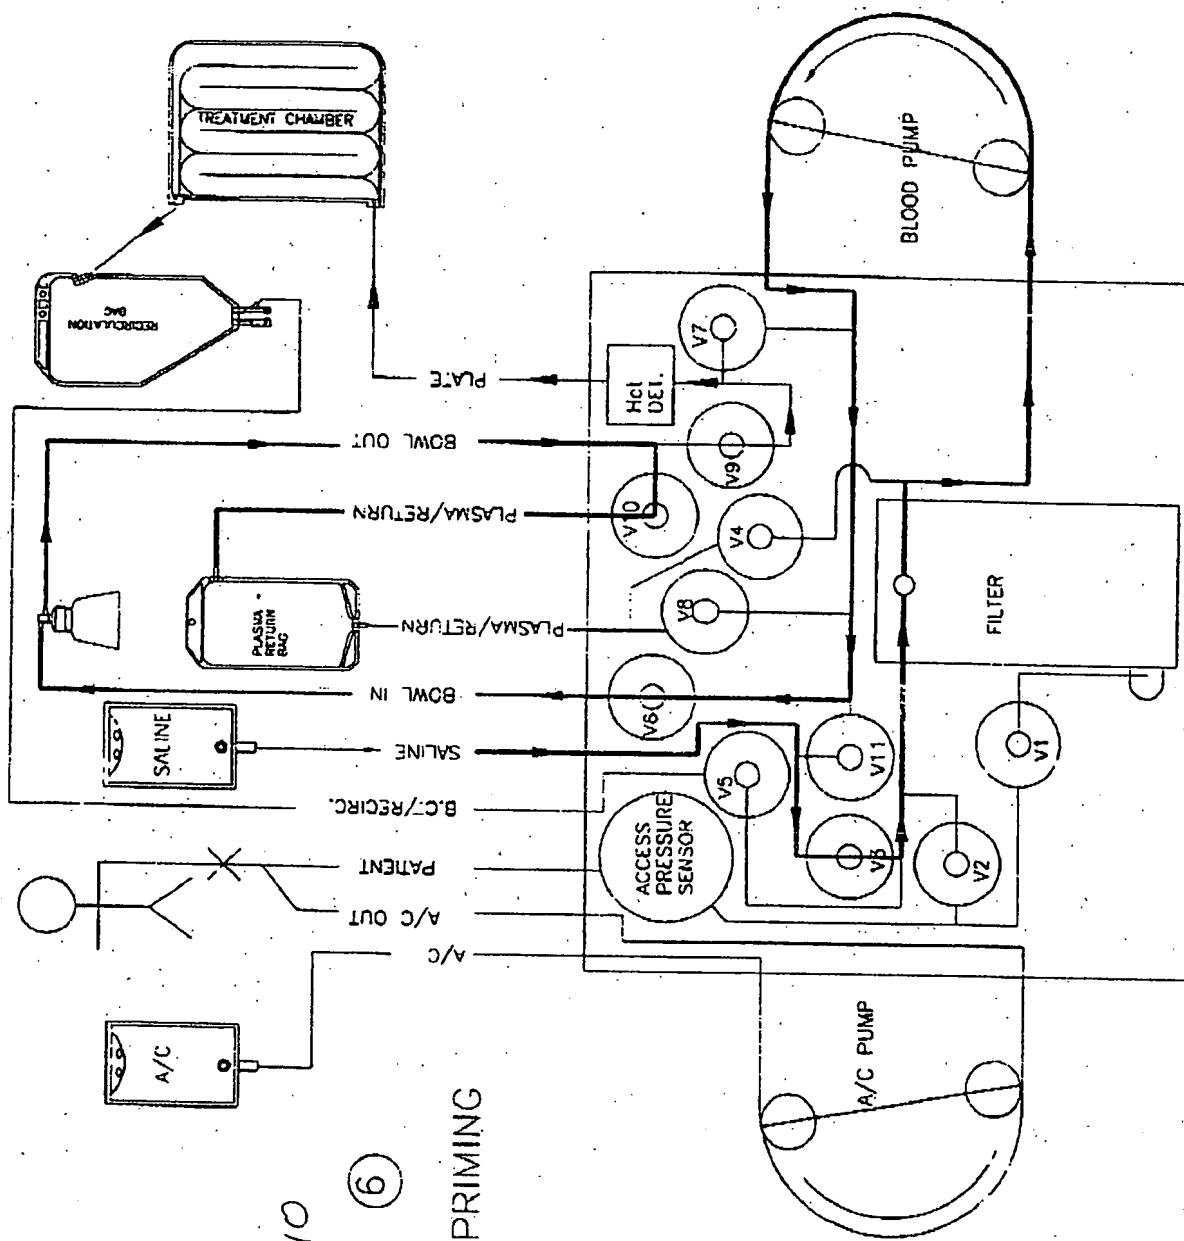 TREATMENT CHAMBER
RECIRCULATION
BAG
BLOOD PUMP
PLATE
Hct
DET.
V7
BOWL OUT
V9
PLASMA/RETURN
V10
V4
PLASMA
RETURN
BAG
PLASMA/RETURN
V8
FILTER
BOWL IN
V6
SALINE
SALINE
V11
V1
B.C./RECIRC.
V5
ACCESS
PRESSURE
SENSOR
V3
V2
PATIENT
A/C OUT
A/C
A/C
A/C PUMP
6
PRIMING